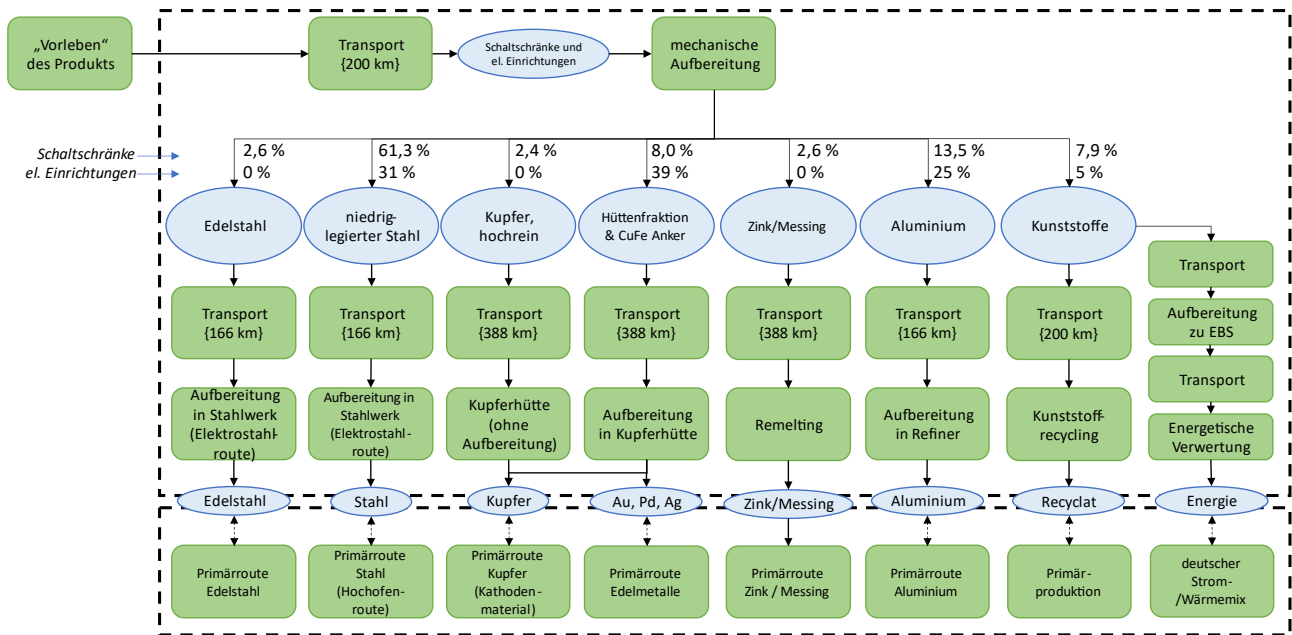 „Vorleben“
des Produkts
Transport
{200 km}
Schaltschränke und
el. Einrichtungen
mechanische
Aufbereitung
Schaltschränke
el. Einrichtungen
2,6 %
0 %
61,3 %
31 %
2,4 %
0 %
8,0 %
39 %
2,6 %
0 %
13,5 %
25 %
7,9 %
5 %
Edelstahl
niedrig-
legierter Stahl
Kupfer,
hochrein
Hüttenfraktion
& CuFe Anker
Zink/Messing
Aluminium
Kunststoffe
Transport
{166 km}
Transport
{166 km}
Transport
{388 km}
Transport
{388 km}
Transport
{388 km}
Transport
{166 km}
Transport
{200 km}
Transport
Aufbereitung
zu EBS
Transport
Energetische
Verwertung
Aufbereitung
in Stahlwerk
(Elektrostahl-
route)
Aufbereitung in
Stahlwerk
(Elektrostahl-
route)
Kupferhütte
(ohne
Aufbereitung)
Aufbereitung
in Kupferhütte
Remelting
Aufbereitung
in Refiner
Kunststoff-
recycling
Edelstahl
Stahl
Kupfer
Au, Pd, Ag
Zink/Messing
Aluminium
Recyclat
Energie
Primärroute
Edelstahl
Primärroute
Stahl
(Hochofen-
route)
Primärroute
Kupfer
(Kathoden-
material)
Primärroute
Edelmetalle
Primärroute
Zink / Messing
Primärroute
Aluminium
Primär-
produktion
deutscher
Strom-
/Wärmemix